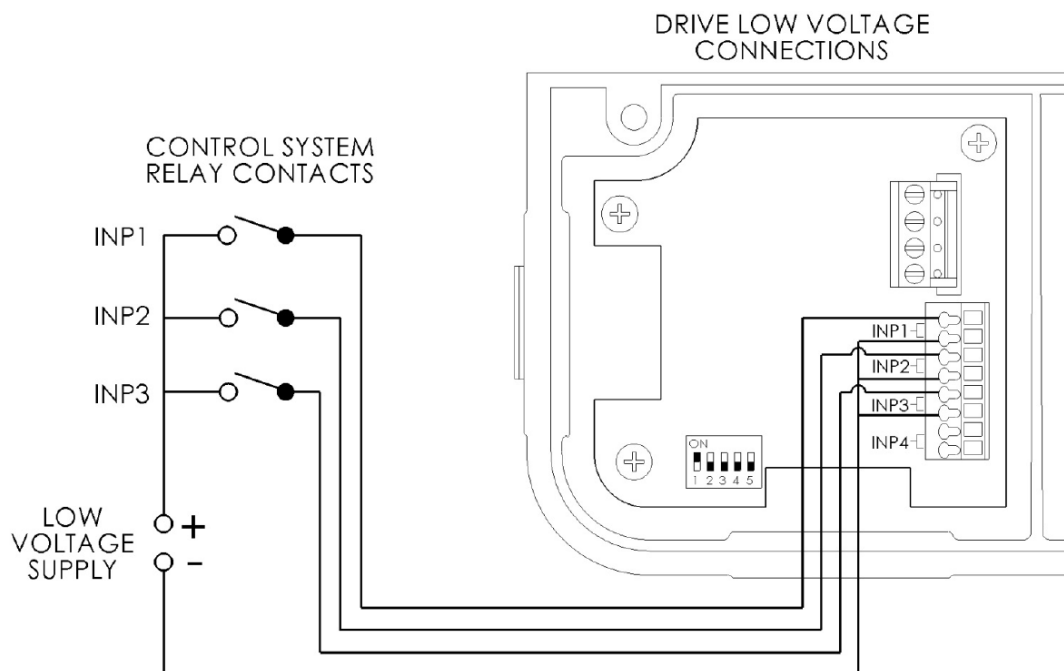 DRIVE LOW VOLTAGE
CONNECTIONS
CONTROL SYSTEM
RELAY CONTACTS
INP1
INP2
INP3
INP1
INP2
INP3
INP4
ON
1 2 3 4 5
LOW
VOLTAGE
SUPPLY
+
-